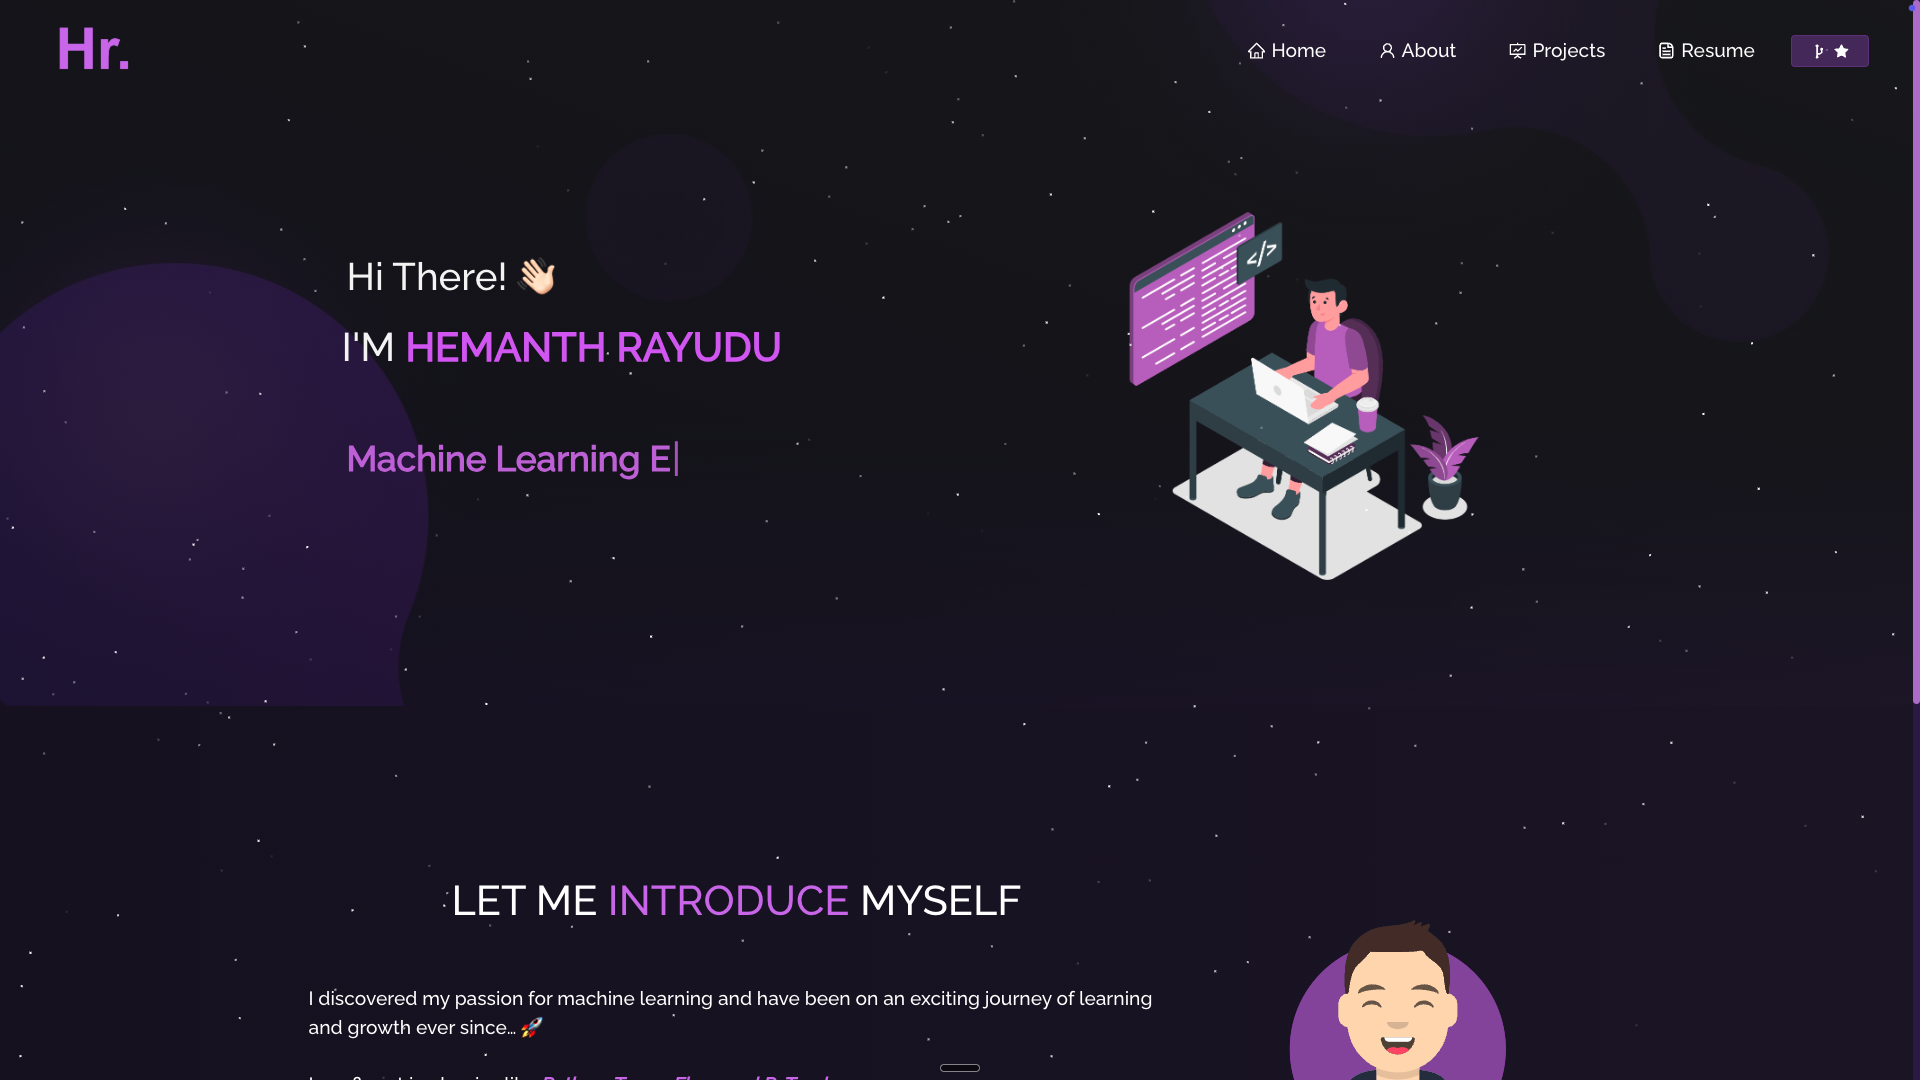 Hr.
Home About Projects Resume
</>
Hi There! 👋🏻
I'M HEMANTH RAYUDU
Machine Learning E|
LET ME INTRODUCE MYSELF
I discovered my passion for machine learning and have been on an exciting journey of learning
and growth ever since… 🚀